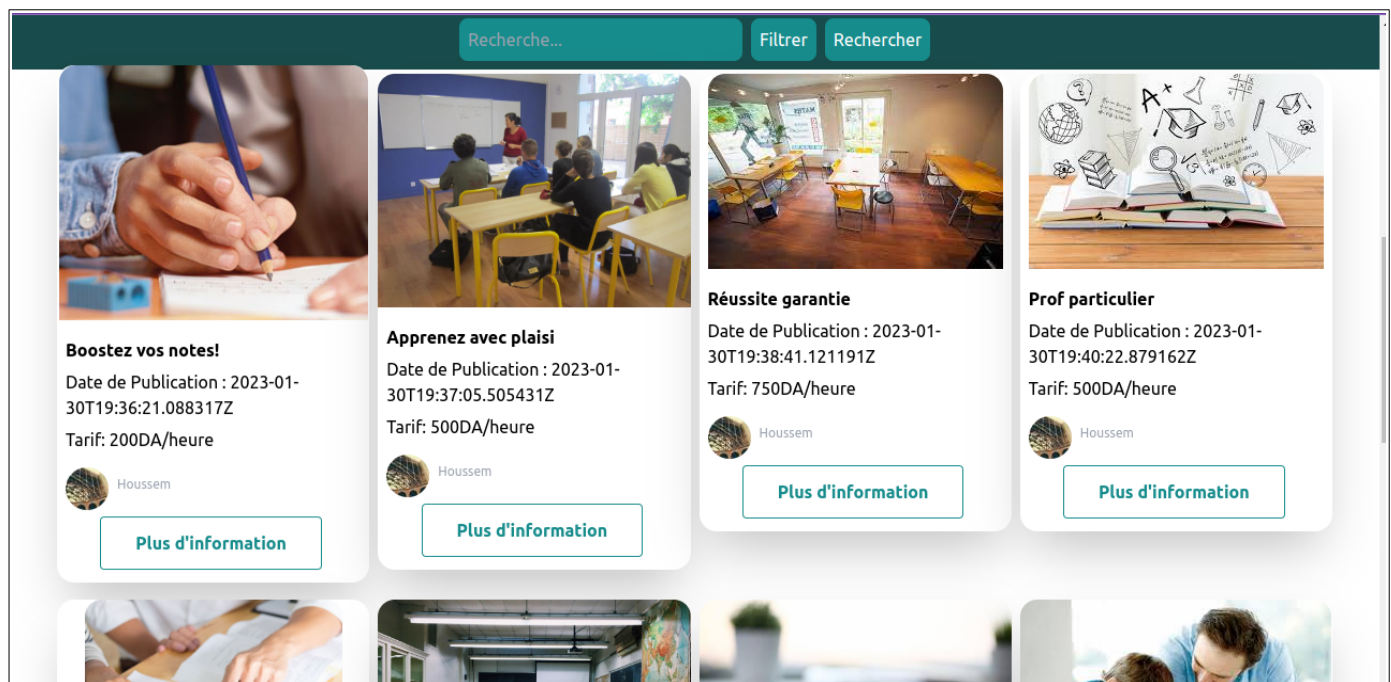 Recherche...
Filtrer
Rechercher
MATHS
A+
Boostez vos notes!
Date de Publication : 2023-01-
30T19:36:21.088317Z
Tarif: 200DA/heure
Houssem
Plus d'information
Apprenez avec plaisi
Date de Publication : 2023-01-
30T19:37:05.505431Z
Tarif: 500DA/heure
Houssem
Plus d'information
Réussite garantie
Date de Publication : 2023-01-
30T19:38:41.121191Z
Tarif: 750DA/heure
Houssem
Plus d'information
Prof particulier
Date de Publication : 2023-01-
30T19:40:22.879162Z
Tarif: 500DA/heure
Houssem
Plus d'information